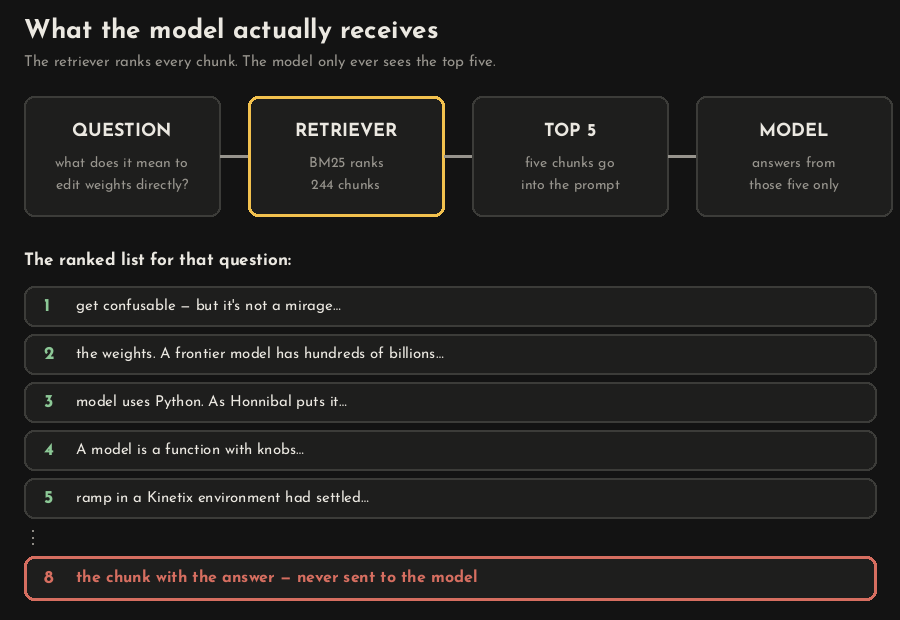 What the model actually receives
The retriever ranks every chunk. The model only ever sees the top five.
QUESTION
what does it mean to
edit weights directly?
RETRIEVER
BM25 ranks
244 chunks
TOP 5
five chunks go
into the prompt
MODEL
answers from
those five only
The ranked list for that question:
1 get confusable — but it's not a mirage...
2 the weights. A frontier model has hundreds of billions...
3 model uses Python. As Honnibal puts it...
4 A model is a function with knobs...
5 ramp in a Kinetix environment had settled...
⋮
8 the chunk with the answer — never sent to the model